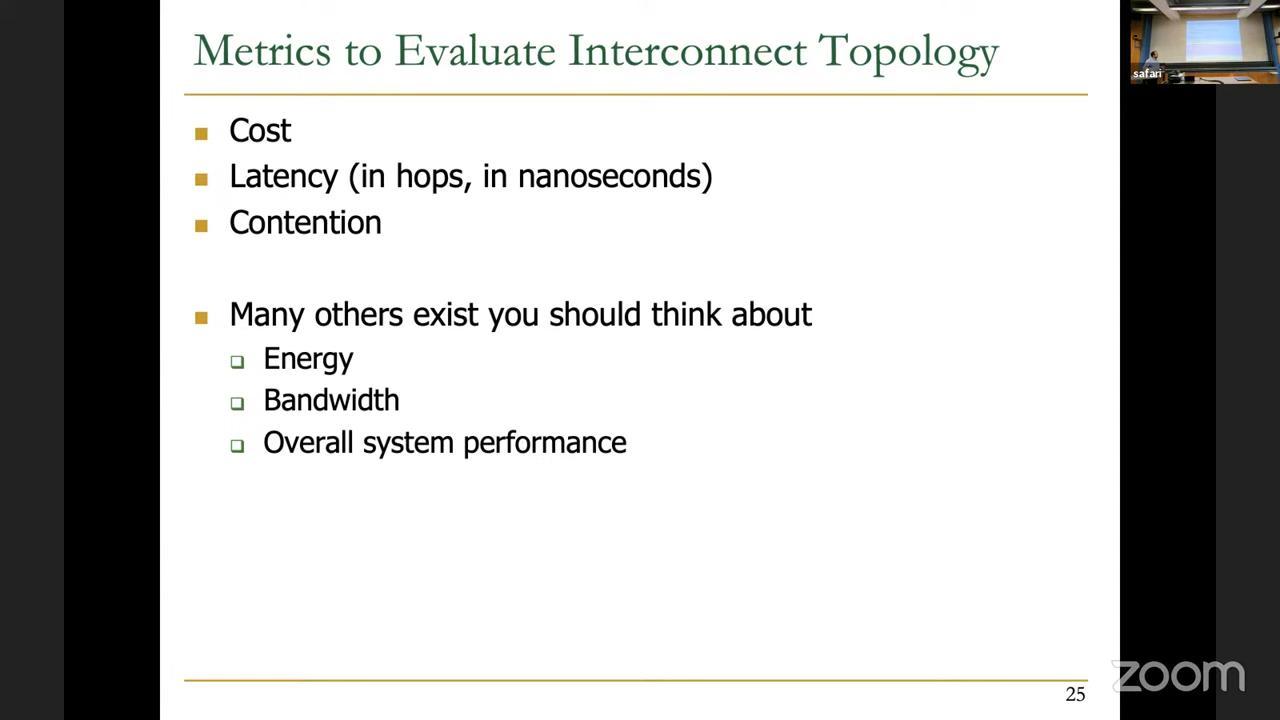 Metrics to Evaluate Interconnect Topology
safari
Cost
Latency (in hops, in nanoseconds)
Contention
Many others exist you should think about
Energy
Bandwidth
Overall system performance
25
zoom